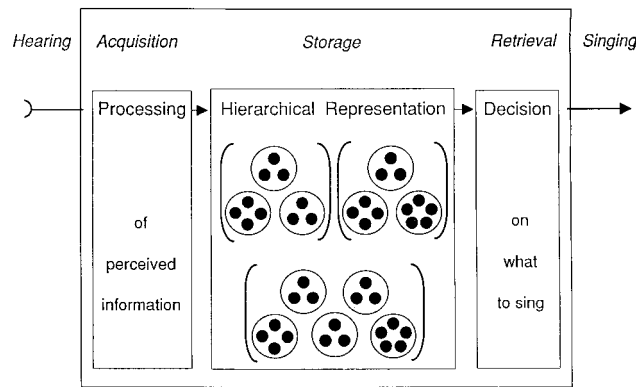 Hearing Acquisition Storage Retrieval Singing
Processing Hierarchical Representation Decision
of on
perceived what
information to sing